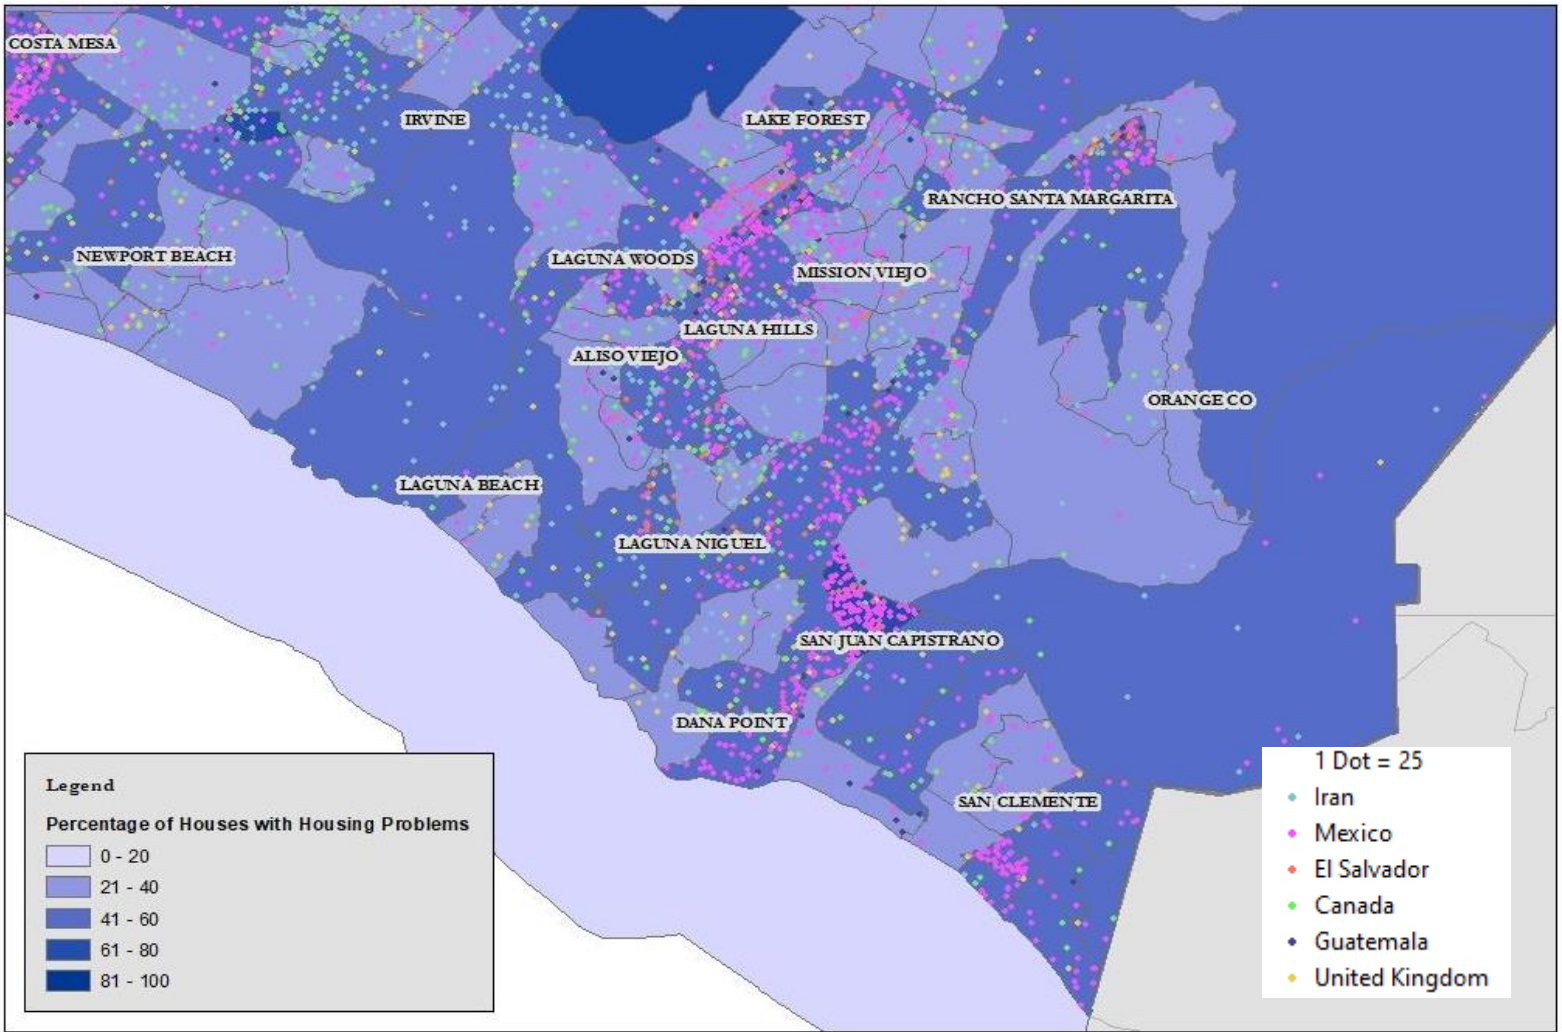 COSTA MESA
IRVINE
LAKE FOREST
RANCHO SANTA MARGARITA
NEWPORT BEACH
LAGUNA WOODS
MISSION VIEJO
LAGUNA HILLS
ALISO VIEJO
ORANGE CO
LAGUNA BEACH
LAGUNA NIGUEL
SAN JUAN CAPISTRANO
DANA POINT
SAN CLEMENTE
Legend
Percentage of Houses with Housing Problems
0 - 20
21 - 40
41 - 60
61 - 80
81 - 100
1 Dot = 25
Iran
Mexico
El Salvador
Canada
Guatemala
United Kingdom